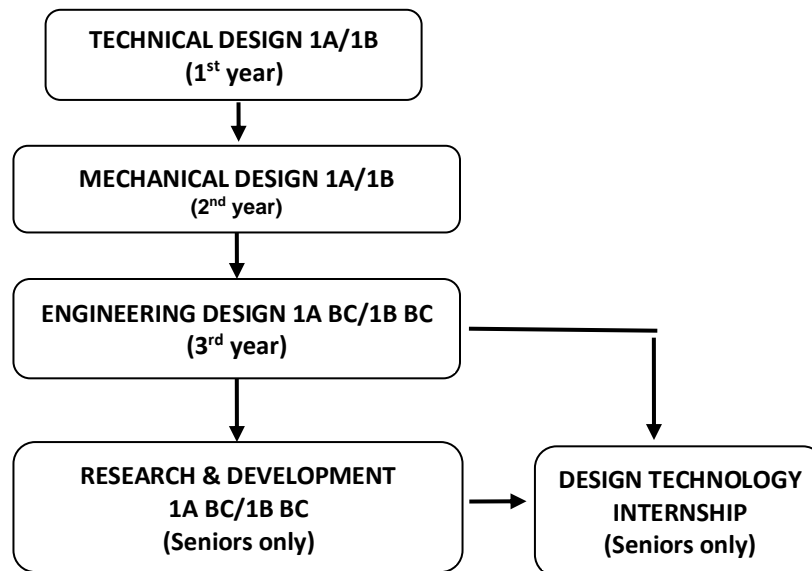 TECHNICAL DESIGN 1A/1B
(1st year)
MECHANICAL DESIGN 1A/1B
(2nd year)
ENGINEERING DESIGN 1A BC/1B BC
(3rd year)
RESEARCH & DEVELOPMENT
1A BC/1B BC
(Seniors only)
DESIGN TECHNOLOGY
INTERNSHIP
(Seniors only)